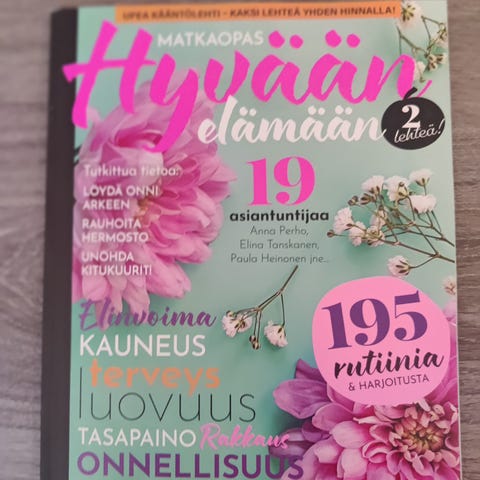 UPEA KÄÄNTÖLEHTI - KAKSI LEHTEÄ YHDEN HINNALLA!
MATKAOPAS
Hyvään
elämään
2
lehteä!
Tutkittua tietoa:
LÖYDÄ ONNI
ARKEEN
RAUHOITA
HERMOSTO
UNOHDA
KITUKUURIT!
19
asiantuntijaa
Anna Perho,
Elina Tanskanen,
Paula Heinonen jne...
195
rutiinia
& HARJOITUSTA
Elinvoima
KAUNEUS
terveys
luovuus
TASAPAINO Rakkaus
ONNELLISUUS